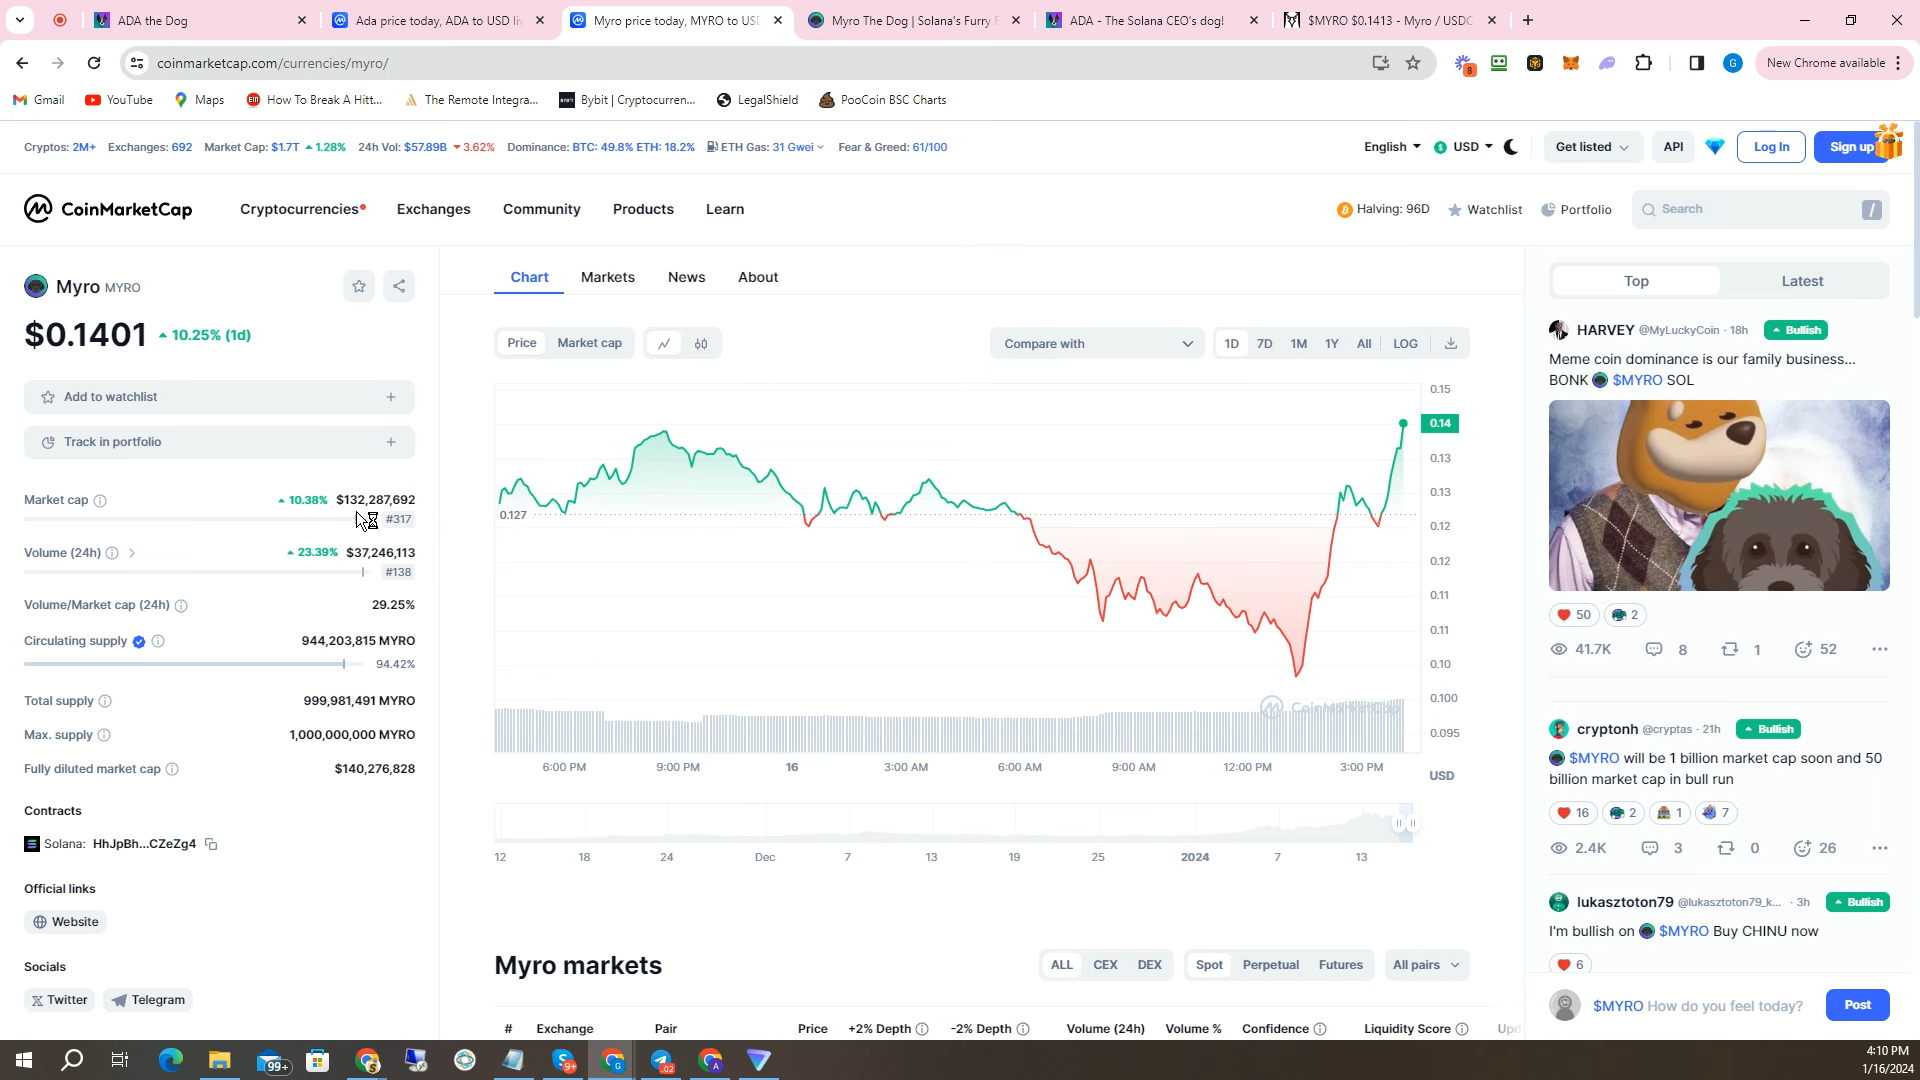 ADA the Dog
Ada price today, ADA to USD li
Myro price today, MYRO to USD
Myro The Dog | Solana's Furry F
ADA - The Solana CEO's dog!
$MYRO $0.1413 - Myro / USDC
coinmarketcap.com/currencies/myro/
8
G
New Chrome available
Gmail
YouTube
Maps
How To Break A Hitt...
The Remote Integra...
Bybit | Cryptocurren...
LegalShield
PooCoin BSC Charts
Cryptos: 2M+ Exchanges: 692 Market Cap: $1.7T 1.28% 24h Vol: $57.89B 3.62% Dominance: BTC: 49.8% ETH: 18.2% ETH Gas: 31 Gwei Fear & Greed: 61/100
English USD Get listed API Log In Sign up
CoinMarketCap
Cryptocurrencies Exchanges Community Products Learn
Halving: 96D Watchlist Portfolio Search /
Myro MYRO
$0.1401 10.25% (1d)
Add to watchlist +
Track in portfolio +
Market cap 10.38% $132,287,692
#317
Volume (24h) 23.39% $37,246,113
#138
Volume/Market cap (24h) 29.25%
Circulating supply 944,203,815 MYRO
94.42%
Total supply 999,981,491 MYRO
Max. supply 1,000,000,000 MYRO
Fully diluted market cap $140,276,828
Contracts
Solana: HhJpBh...CZeZg4
Official links
Website
Socials
Twitter Telegram
Chart Markets News About
Price Market cap
Compare with
1D 7D 1M 1Y All LOG
0.15
0.14
0.13
0.13
0.127
0.12
0.12
0.11
0.11
0.10
0.100
0.095
CoinMarketCap
6:00 PM 9:00 PM 16 3:00 AM 6:00 AM 9:00 AM 12:00 PM 3:00 PM
USD
12 18 24 Dec 7 13 19 25 2024 7 13
Myro markets
ALL CEX DEX Spot Perpetual Futures All pairs
# Exchange Pair Price +2% Depth -2% Depth Volume (24h) Volume % Confidence Liquidity Score Upd
Top Latest
HARVEY @MyLuckyCoin · 18h Bullish
Meme coin dominance is our family business...
BONK $MYRO SOL
50 2
41.7K 8 1 52
cryptonh @cryptas · 21h Bullish
$MYRO will be 1 billion market cap soon and 50
billion market cap in bull run
16 2 1 7
2.4K 3 0 26
lukasztoton79 @lukasztoton79_k... · 3h Bullish
I'm bullish on $MYRO Buy CHINU now
6
$MYRO How do you feel today? Post
99+
9+
G
.02
A
4:10 PM
1/16/2024